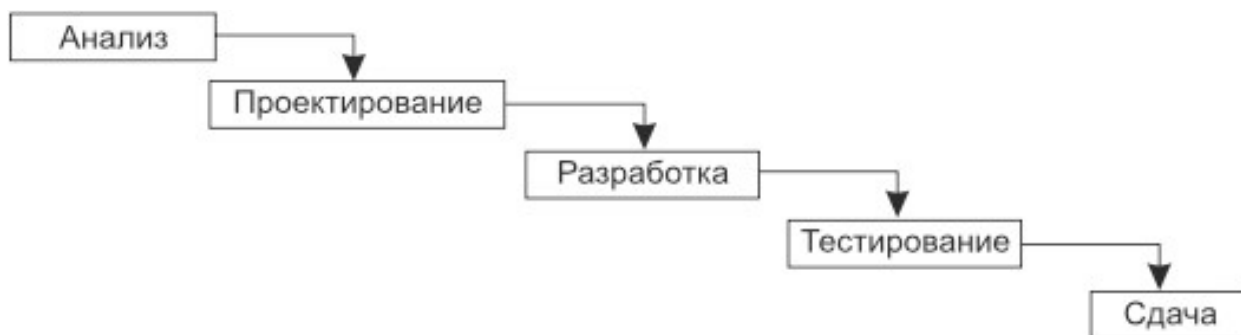 Анализ
Проектирование
Разработка
Тестирование
Сдача